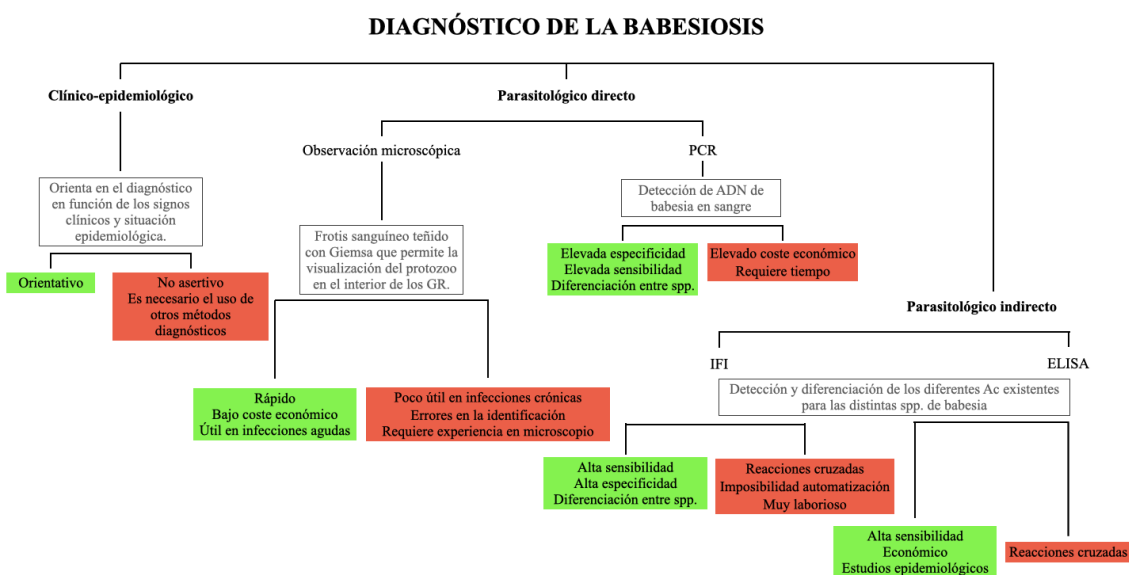 DIAGNÓSTICO DE LA BABESIOSIS
Clínico-epidemiológico
Orienta en el diagnóstico
en función de los signos
clínicos y situación
epidemiológica.
Orientativo
No asertivo
Es necesario el uso de
otros métodos
diagnósticos
Parasitológico directo
Observación microscópica
Frotis sanguíneo teñido
con Giemsa que permite la
visualización del protozoo
en el interior de los GR.
Rápido
Bajo coste económico
Útil en infecciones agudas
Poco útil en infecciones crónicas
Errores en la identificación
Requiere experiencia en microscopio
PCR
Detección de ADN de
babesia en sangre
Elevada especificidad
Elevada sensibilidad
Diferenciación entre spp.
Elevado coste económico
Requiere tiempo
Parasitológico indirecto
IFI
ELISA
Detección y diferenciación de los diferentes Ac existentes
para las distintas spp. de babesia
Alta sensibilidad
Alta especificidad
Diferenciación entre spp.
Reacciones cruzadas
Imposibilidad automatización
Muy laborioso
Alta sensibilidad
Económico
Estudios epidemiológicos
Reacciones cruzadas